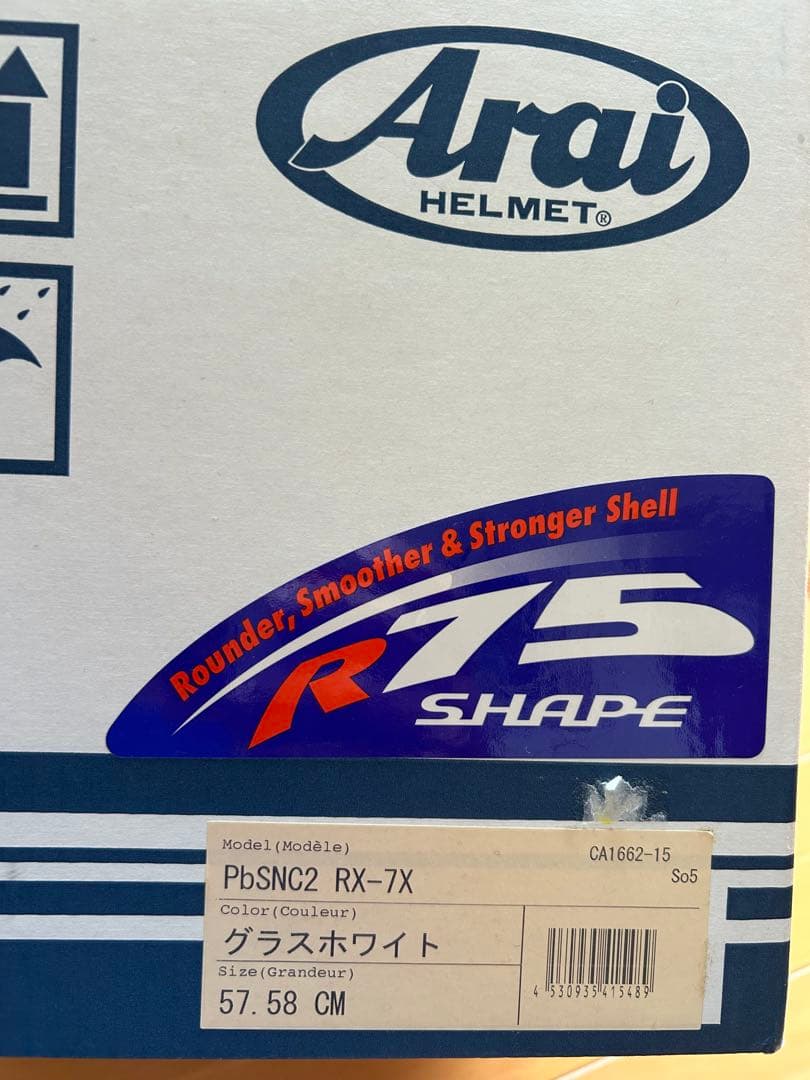 Arai
HELMET®
Rounder, Smoother & Stronger Shell
R75
SHAPE
Model(Modèle)
CA1662-15
PbSNC2 RX-7X
So5
Color(Couleur)
グラスホワイト
Size(Grandeur)
57.58 CM
4 530935 415489